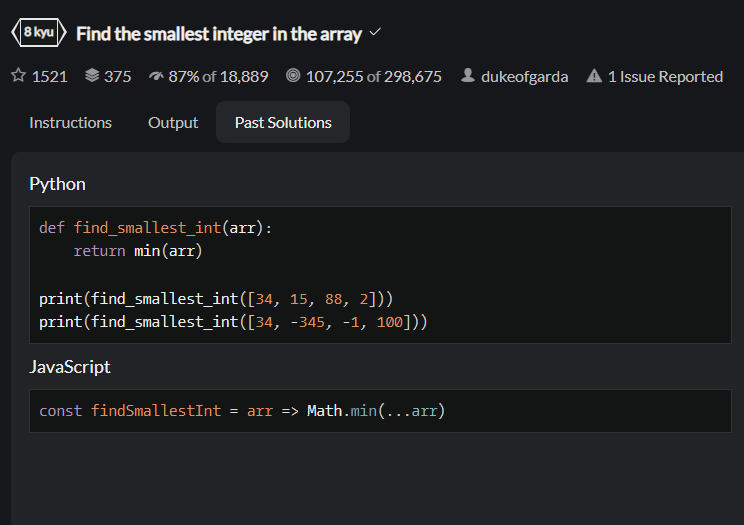 8 kyu Find the smallest integer in the array
1521 375 87% of 18,889 107,255 of 298,675 dukeofgarda 1 Issue Reported
Instructions Output Past Solutions
Python
def find_smallest_int(arr):
    return min(arr)
print(find_smallest_int([34, 15, 88, 2]))
print(find_smallest_int([34, -345, -1, 100]))
JavaScript
const findSmallestInt = arr => Math.min(...arr)